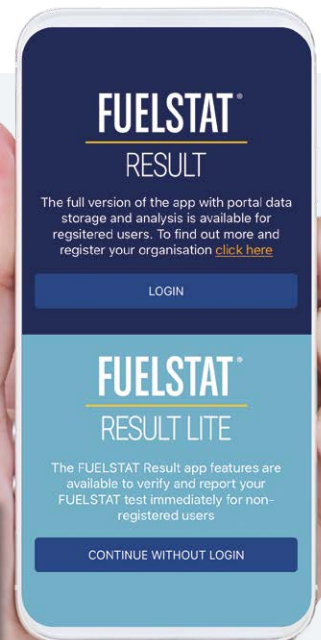 FUELSTAT®
RESULT
The full version of the app with portal data
storage and analysis is available for
regsitered users. To find out more and
register your organisation click here
LOGIN
FUELSTAT®
RESULT LITE
The FUELSTAT Result app features are
available to verify and report your
FUELSTAT test immediately for non-
registered users
CONTINUE WITHOUT LOGIN